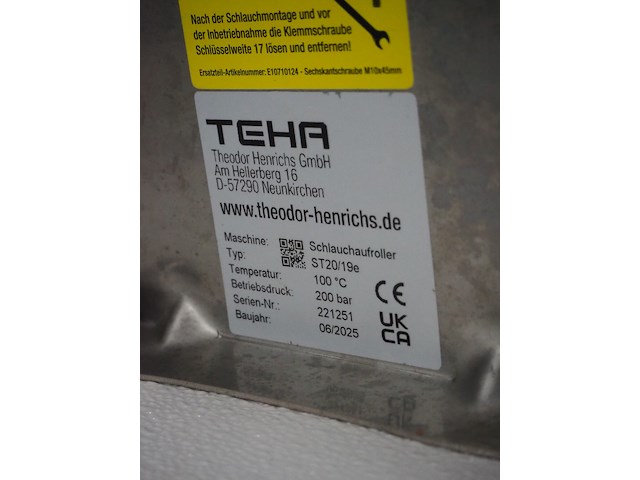 Nach der Schlauchmontage und vor
der Inbetriebnahme die Klemmschraube
Schlüsselweite 17 lösen und entfernen!
Ersatzteil-Artikelnummer: E10710124 - Sechskantschraube M10x45mm
TEHA
Theodor Henrichs GmbH
Am Hellerberg 16
D-57290 Neunkirchen
www.theodor-henrichs.de
Maschine: Schlauchaufroller
Typ: ST20/19e
Temperatur: 100 °C
Betriebsdruck: 200 bar
Serien-Nr.: 221251
Baujahr: 06/2025
CE
UK
CA